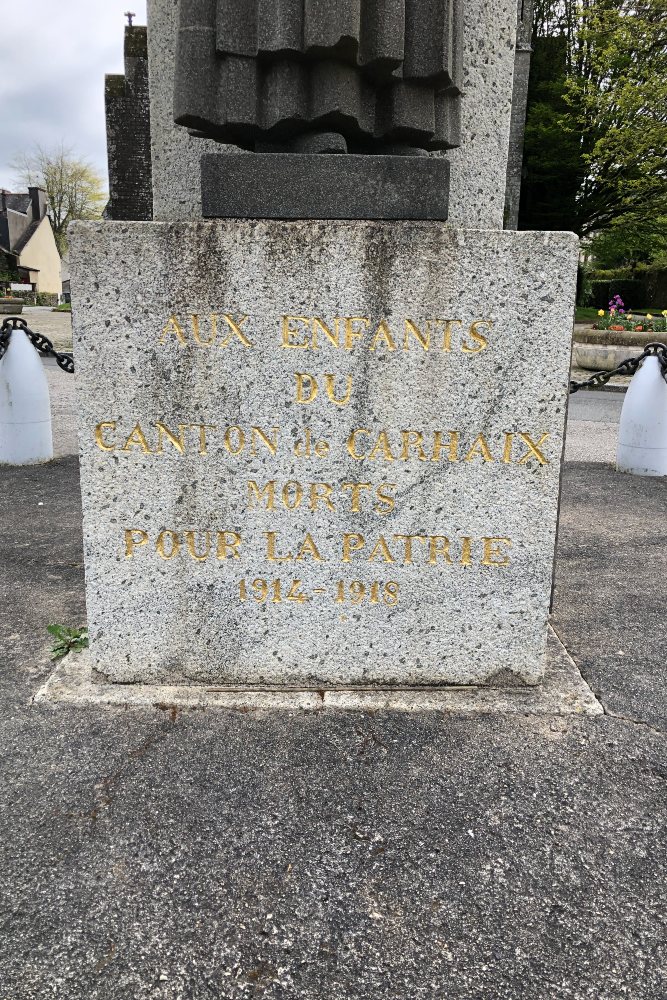 AUX ENFANTS
DU
CANTON de CARHAIX
MORTS
POUR LA PATRIE
1914-1918